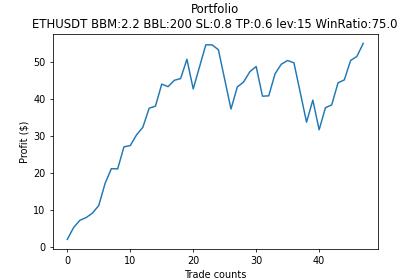 Portfolio
ETHUSDT BBM:2.2 BBL:200 SL:0.8 TP:0.6 lev:15 WinRatio:75.0
50
40
30
20
10
0
Profit ($)
0 10 20 30 40
Trade counts